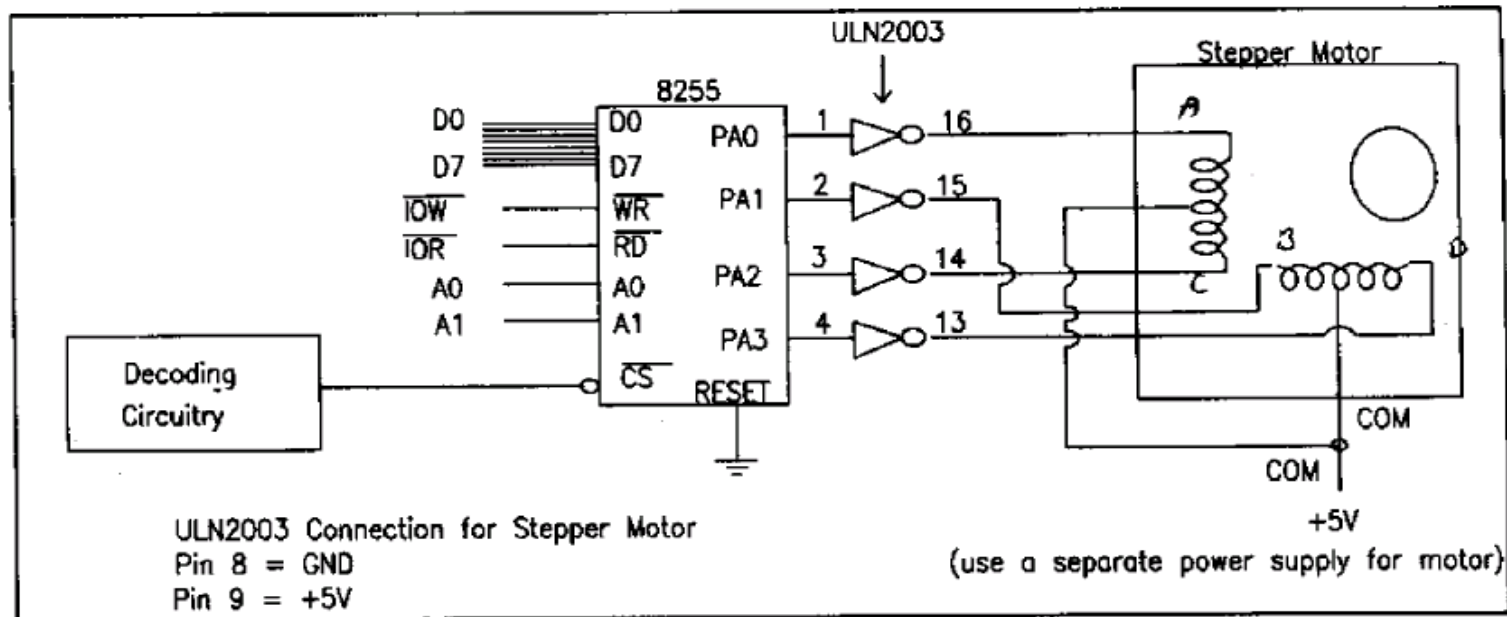 ULN2003
Stepper Motor
8255
D0
D7
IOW
IOR
A0
A1
D0
D7
WR
RD
A0
A1
CS
RESET
PA0
PA1
PA2
PA3
1
2
3
4
16
15
14
13
A
C
B
D
Decoding
Circuitry
COM
COM
+5V
(use a separate power supply for motor)
ULN2003 Connection for Stepper Motor
Pin 8 = GND
Pin 9 = +5V